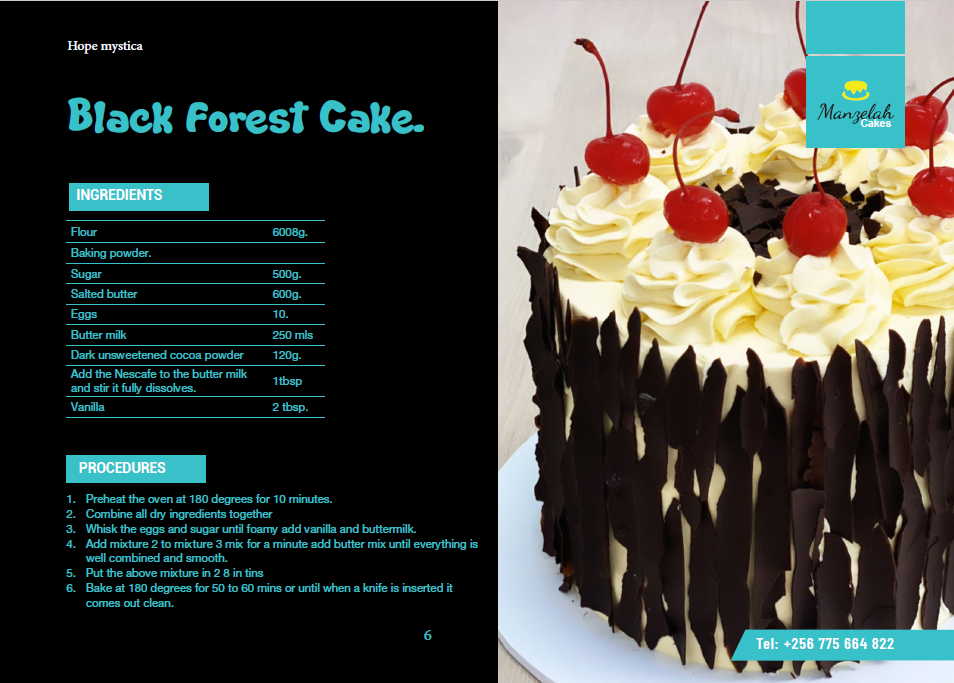 Hope mystica
Black Forest Cake.
INGREDIENTS
Flour 6008g.
Baking powder.
Sugar 500g.
Salted butter 600g.
Eggs 10.
Butter milk 250 mls
Dark unsweetened cocoa powder 120g.
Add the Nescafe to the butter milk
and stir it fully dissolves. 1tbsp
Vanilla 2 tbsp.
PROCEDURES
1. Preheat the oven at 180 degrees for 10 minutes.
2. Combine all dry ingredients together
3. Whisk the eggs and sugar until foamy add vanilla and buttermilk.
4. Add mixture 2 to mixture 3 mix for a minute add butter mix until everything is
well combined and smooth.
5. Put the above mixture in 2 8 in tins
6. Bake at 180 degrees for 50 to 60 mins or until when a knife is inserted it
comes out clean.
6
Manzelah
Cakes
Tel: +256 775 664 822